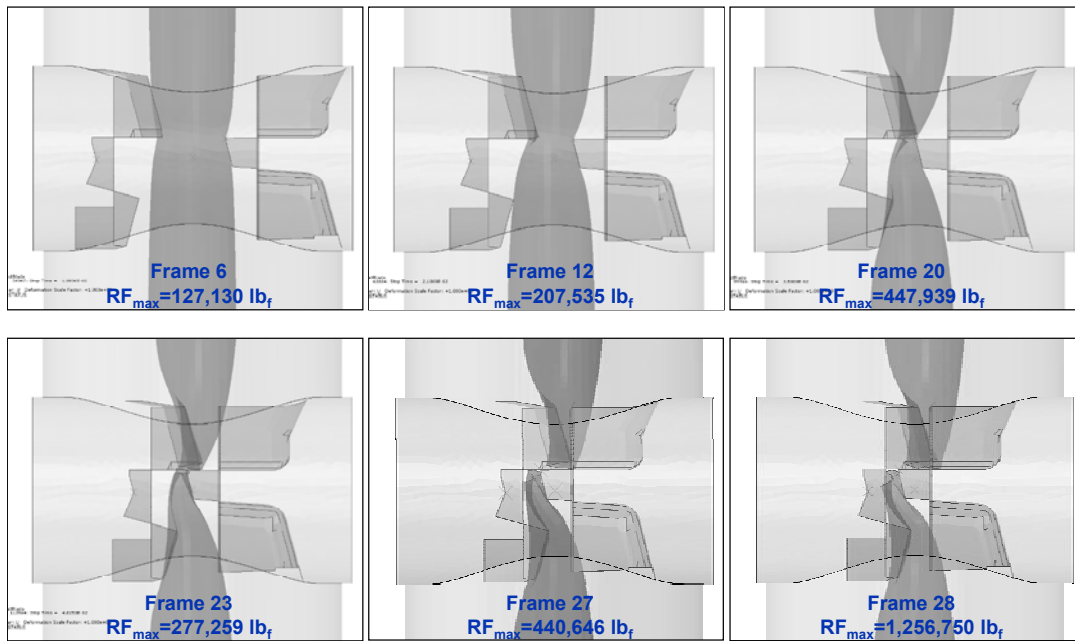 Frame 6
RFmax=127,130 lbf
Frame 12
RFmax=207,535 lbf
Frame 20
RFmax=447,939 lbf
Frame 23
RFmax=277,259 lbf
Frame 27
RFmax=440,646 lbf
Frame 28
RFmax=1,256,750 lbf